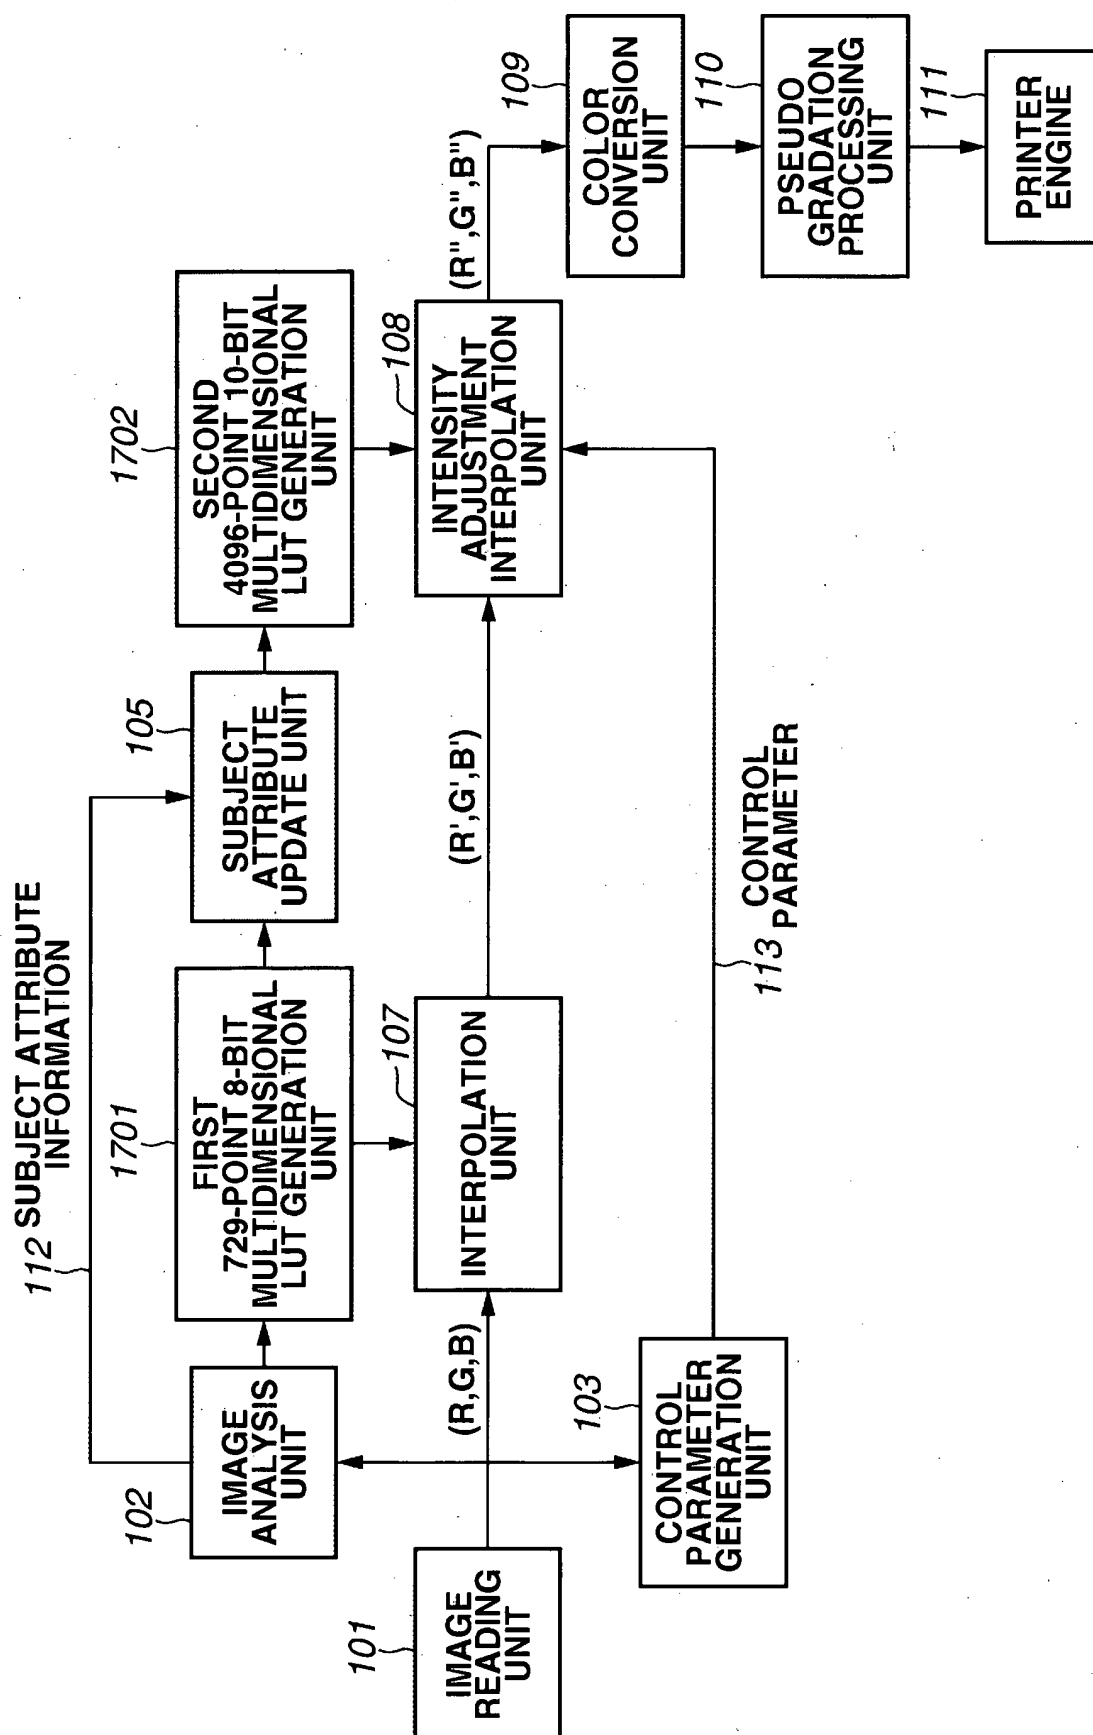 112 SUBJECT ATTRIBUTE
INFORMATION
101
IMAGE
READING
UNIT
102
IMAGE
ANALYSIS
UNIT
(R,G,B)
103
CONTROL
PARAMETER
GENERATION
UNIT
1701
FIRST
729-POINT 8-BIT
MULTIDIMENSIONAL
LUT GENERATION
UNIT
107
INTERPOLATION
UNIT
105
SUBJECT
ATTRIBUTE
UPDATE UNIT
(R',G',B')
113 CONTROL
PARAMETER
1702
SECOND
4096-POINT 10-BIT
MULTIDIMENSIONAL
LUT GENERATION
UNIT
108
INTENSITY
ADJUSTMENT
INTERPOLATION
UNIT
(R",G",B")
109
COLOR
CONVERSION
UNIT
110
PSEUDO
GRADATION
PROCESSING
UNIT
111
PRINTER
ENGINE